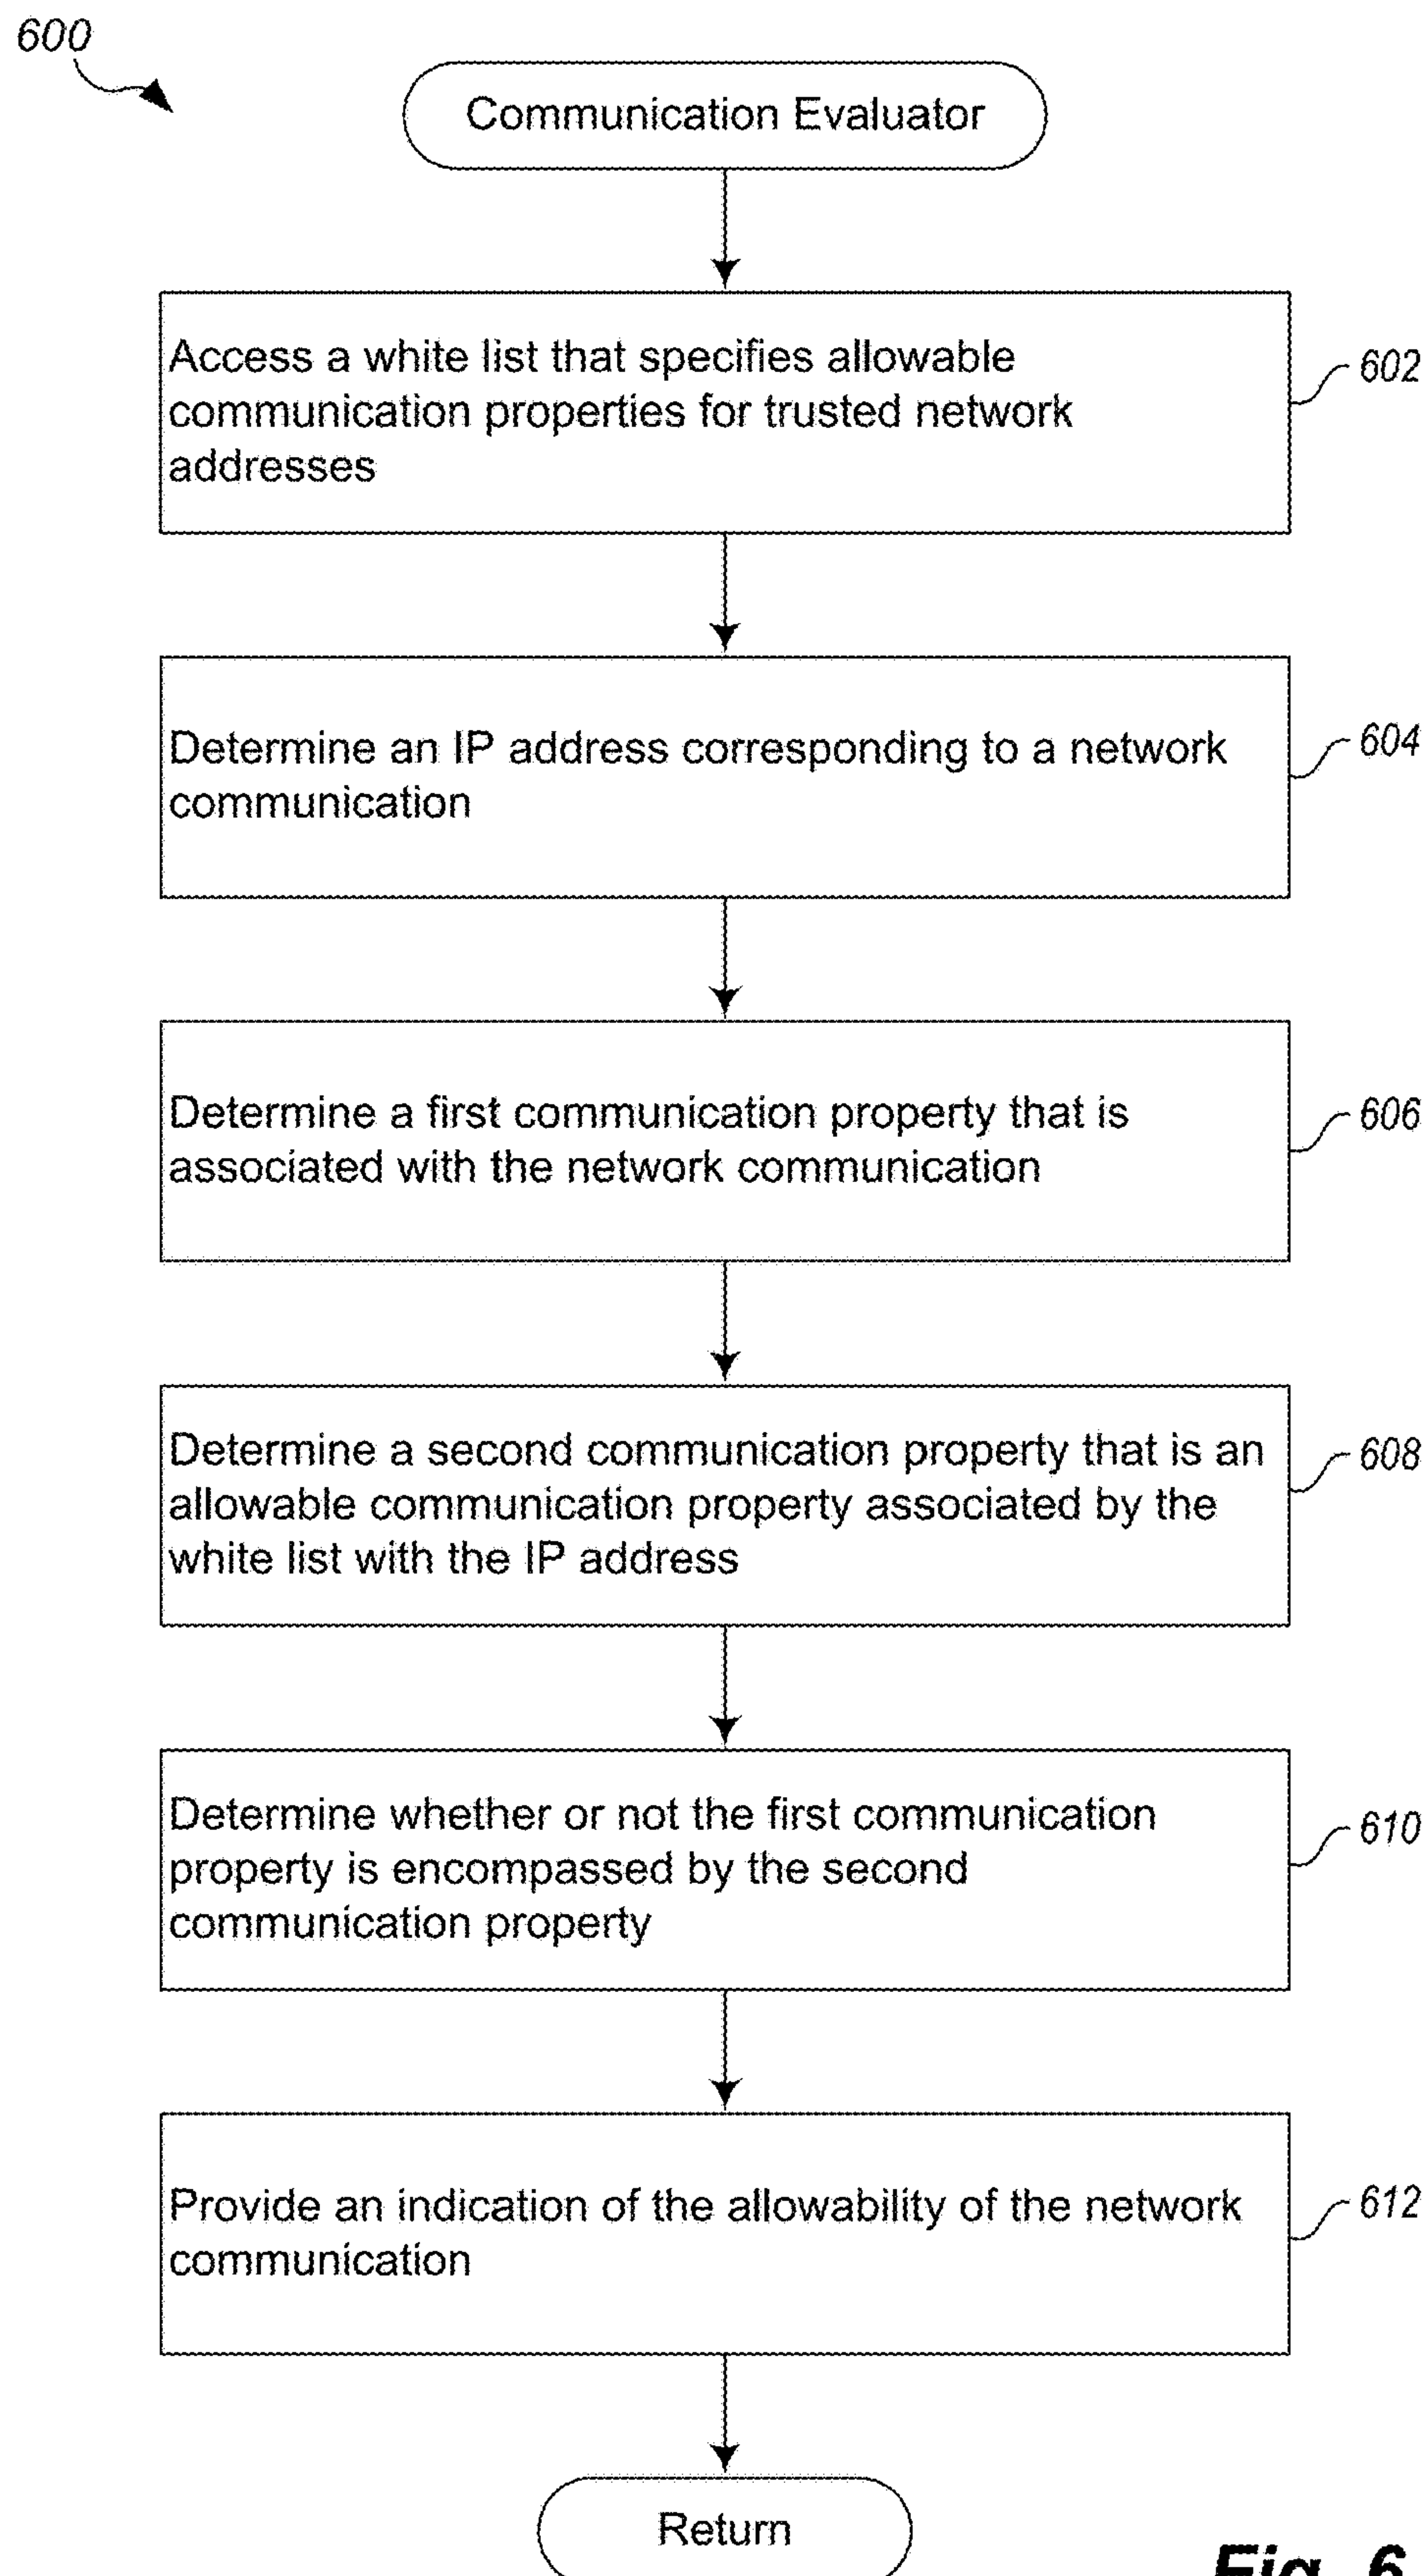 600
Communication Evaluator
Access a white list that specifies allowable
communication properties for trusted network
addresses
602
Determine an IP address corresponding to a network
communication
604
Determine a first communication property that is
associated with the network communication
606
Determine a second communication property that is an
allowable communication property associated by the
white list with the IP address
608
Determine whether or not the first communication
property is encompassed by the second
communication property
610
Provide an indication of the allowability of the network
communication
612
Return
Fig. 6